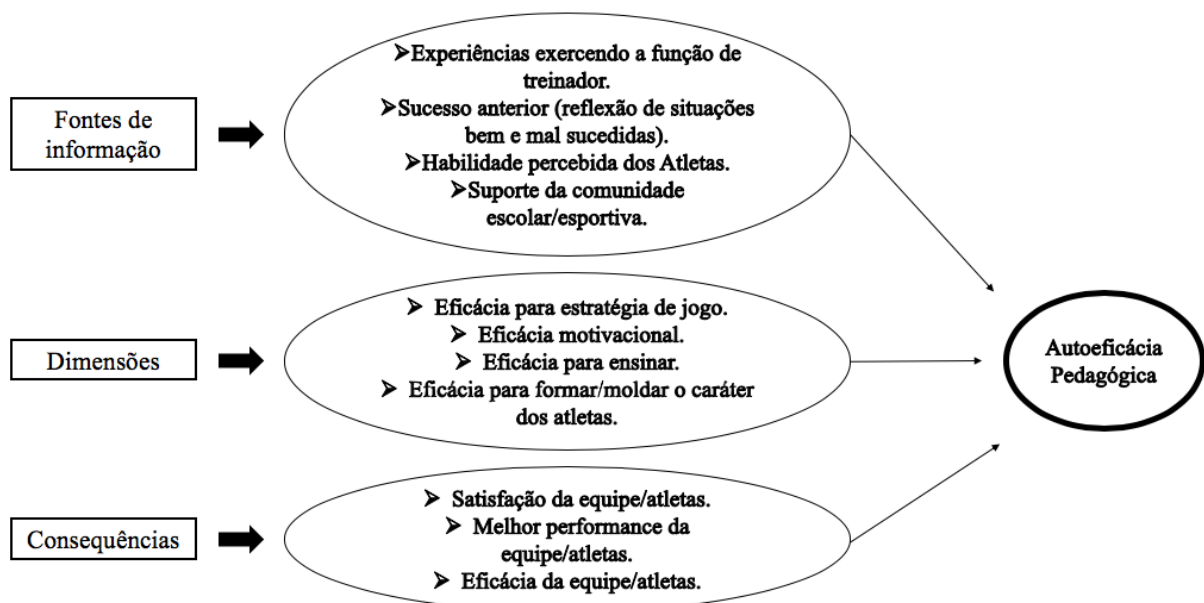 Fontes de
informação
➤Experiências exercendo a função de
treinador.
➤Sucesso anterior (reflexão de situações
bem e mal sucedidas).
➤Habilidade percebida dos Atletas.
➤Suporte da comunidade
escolar/esportiva.
Dimensões
➤ Eficácia para estratégia de jogo.
➤ Eficácia motivacional.
➤ Eficácia para ensinar.
➤ Eficácia para formar/moldar o caráter
dos atletas.
Autoeficácia
Pedagógica
Consequências
➤ Satisfação da equipe/atletas.
➤ Melhor performance da
equipe/atletas.
➤ Eficácia da equipe/atletas.